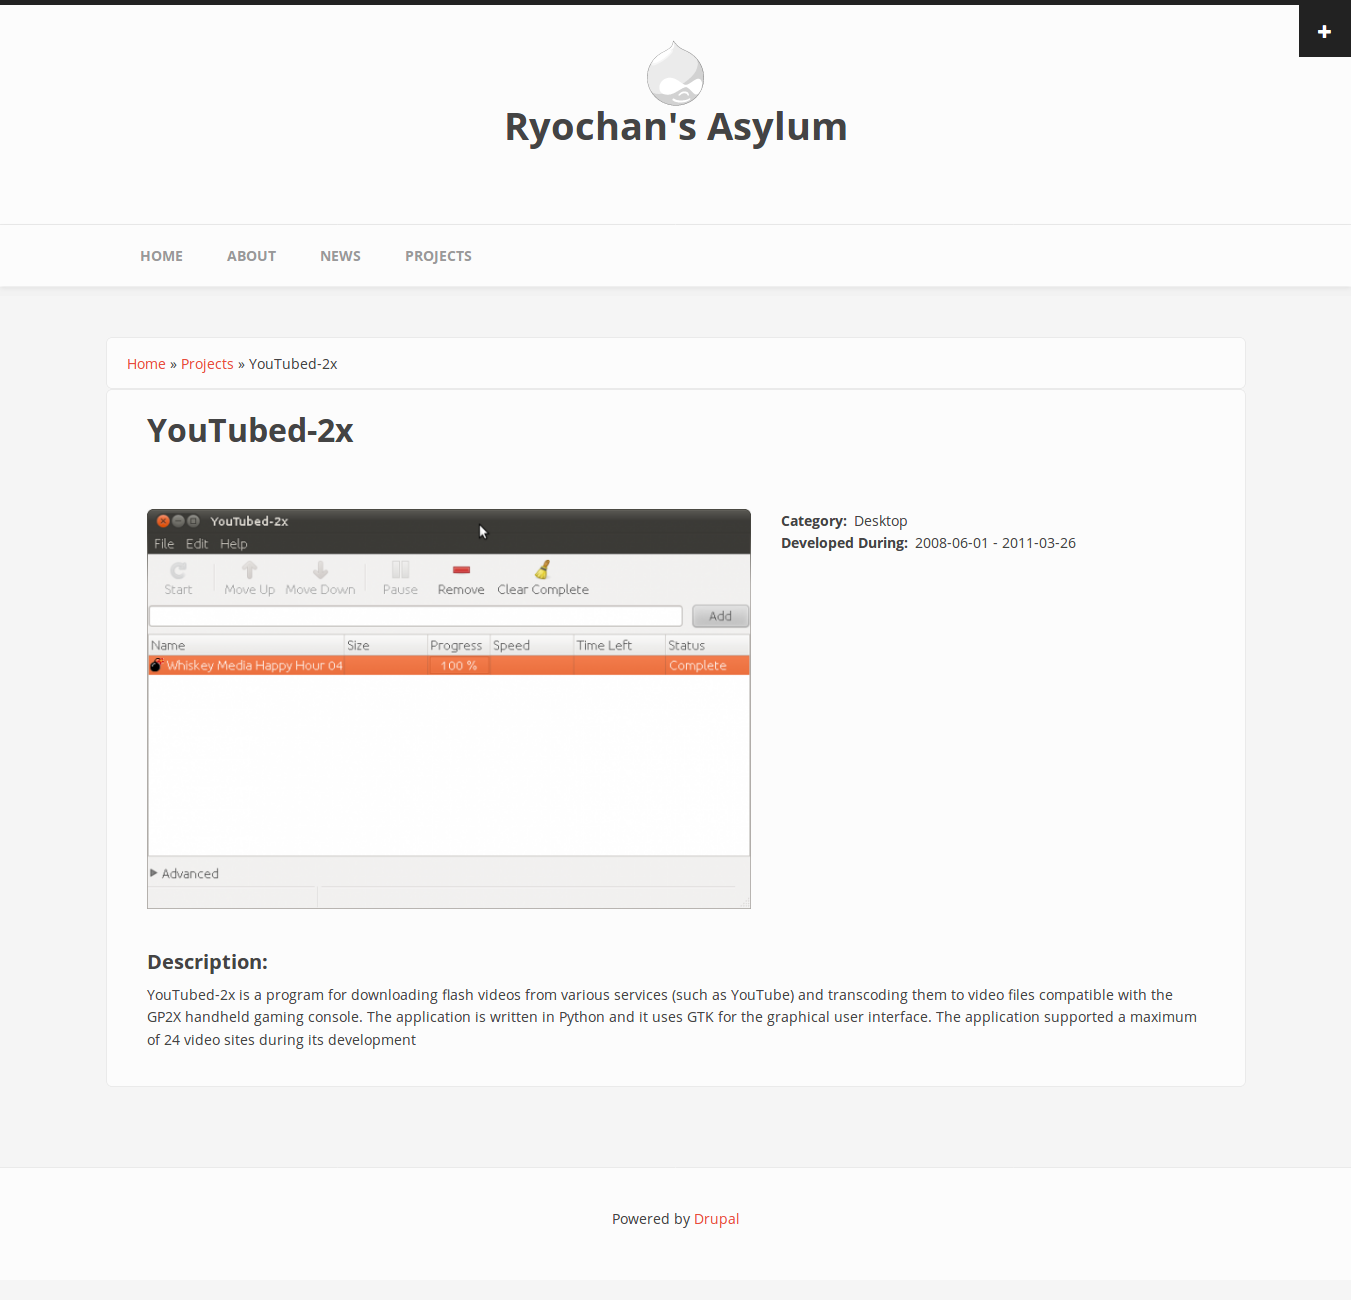 +
Ryochan's Asylum
HOME ABOUT NEWS PROJECTS
Home » Projects » YouTubed-2x
YouTubed-2x
YouTubed-2x
File Edit Help
Start Move Up Move Down Pause Remove Clear Complete
Add
Name Size Progress Speed Time Left Status
Whiskey Media Happy Hour 04 100 % Complete
Advanced
Category: Desktop
Developed During: 2008-06-01 - 2011-03-26
Description:
YouTubed-2x is a program for downloading flash videos from various services (such as YouTube) and transcoding them to video files compatible with the
GP2X handheld gaming console. The application is written in Python and it uses GTK for the graphical user interface. The application supported a maximum
of 24 video sites during its development
Powered by Drupal